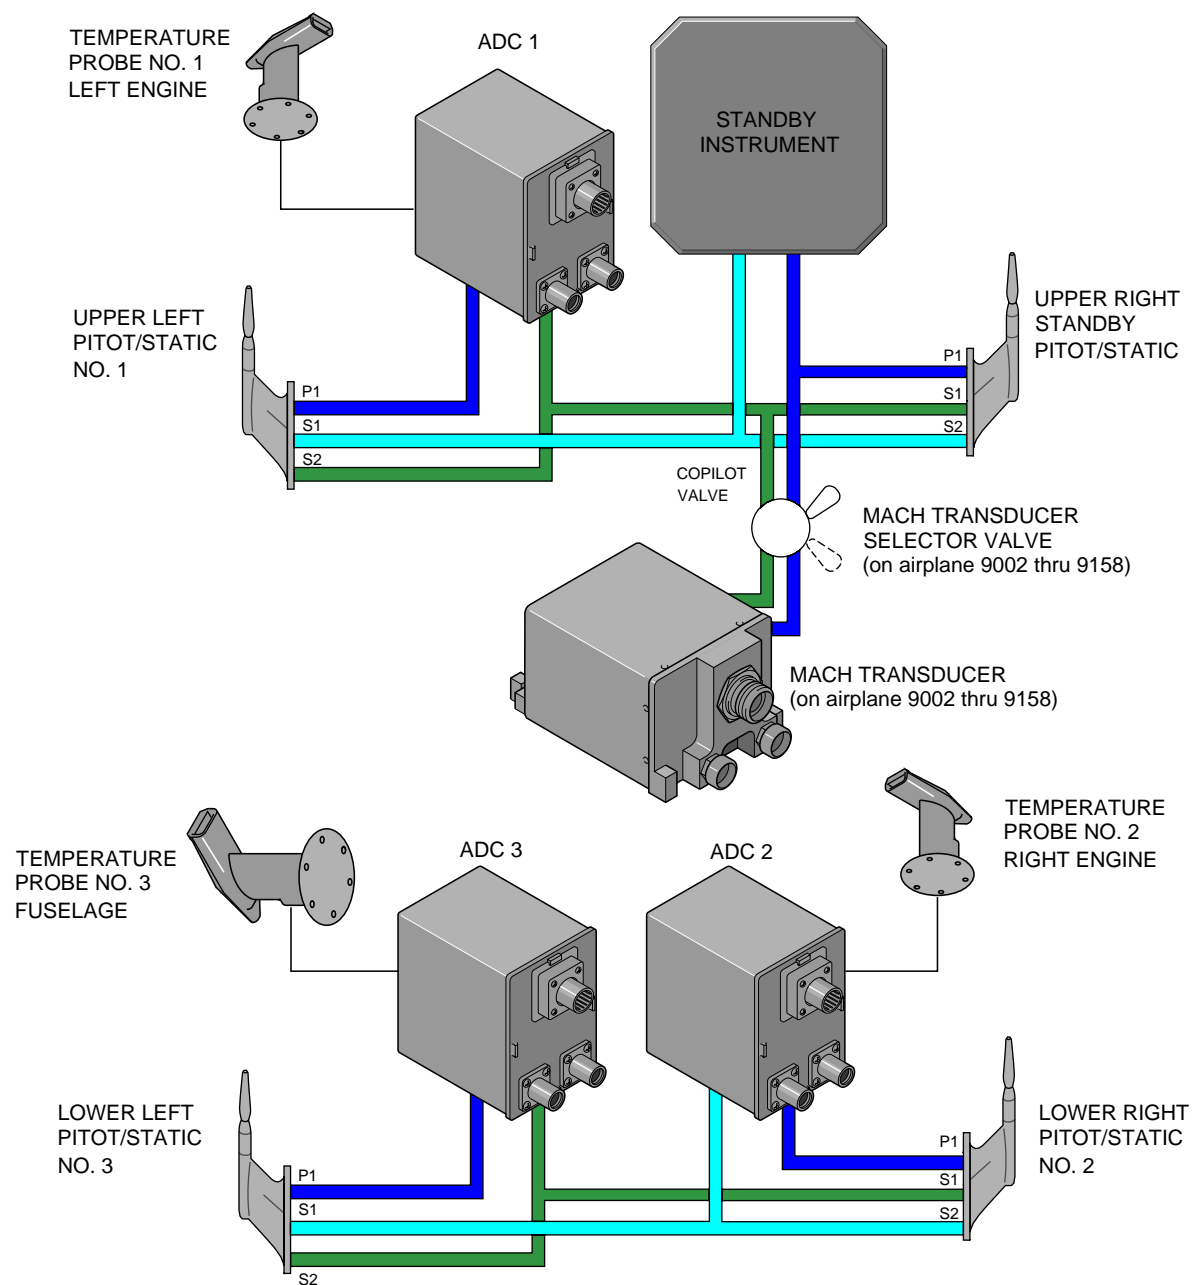 TEMPERATURE
PROBE NO. 1
LEFT ENGINE
ADC 1
STANDBY
INSTRUMENT
UPPER LEFT
PITOT/STATIC
NO. 1
P1
S1
S2
UPPER RIGHT
STANDBY
PITOT/STATIC
P1
S1
S2
COPILOT
VALVE
MACH TRANSDUCER
SELECTOR VALVE
(on airplane 9002 thru 9158)
MACH TRANSDUCER
(on airplane 9002 thru 9158)
TEMPERATURE
PROBE NO. 3
FUSELAGE
ADC 3
ADC 2
TEMPERATURE
PROBE NO. 2
RIGHT ENGINE
LOWER LEFT
PITOT/STATIC
NO. 3
P1
S1
S2
LOWER RIGHT
PITOT/STATIC
NO. 2
P1
S1
S2